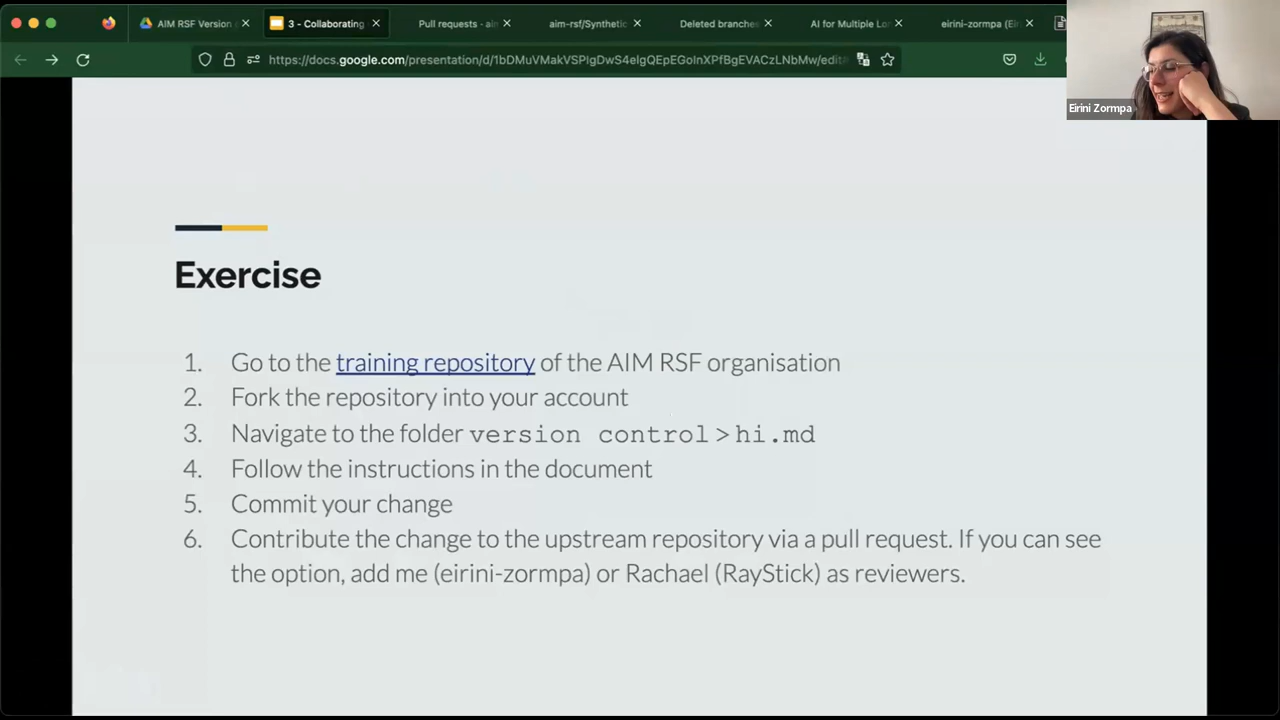 AIM RSF Version
3 - Collaborating
Pull requests - ai
aim-rsf/Synthetic
Deleted branches
AI for Multiple Lo
eirini-zormpa (Eiri
https://docs.google.com/presentation/d/
Eirini Zormpa
Exercise
1. Go to the training repository of the AIM RSF organisation
2. Fork the repository into your account
3. Navigate to the folder version control > hi.md
4. Follow the instructions in the document
5. Commit your change
6. Contribute the change to the upstream repository via a pull request. If you can see
the option, add me (eirini-zormpa) or Rachael (RayStick) as reviewers.